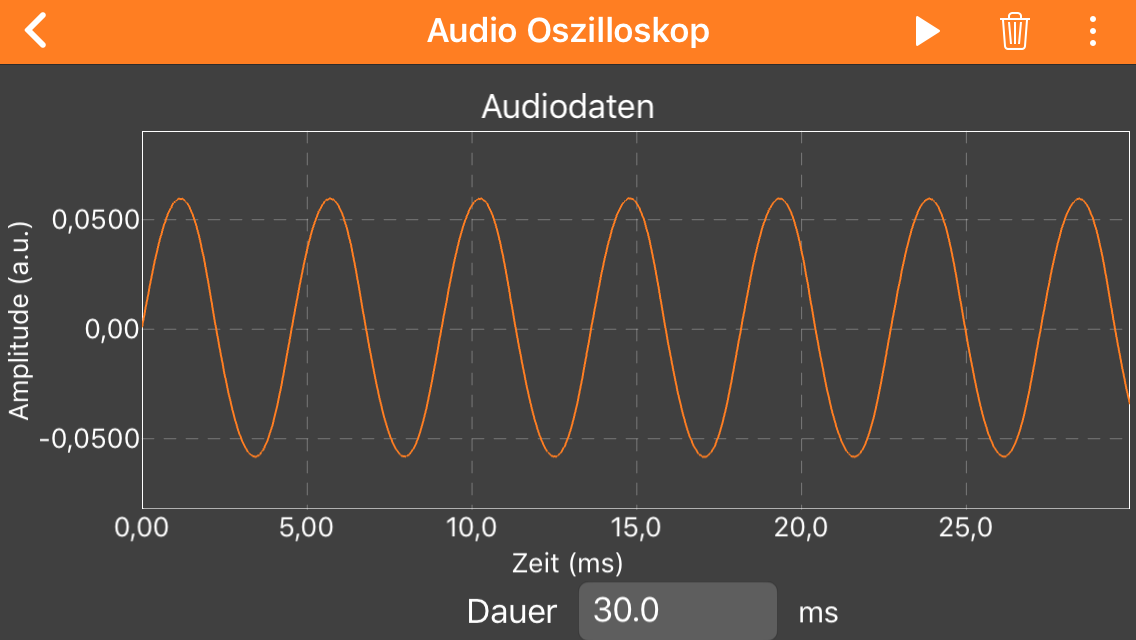 Audio Oszilloskop
Audiodaten
Amplitude (a.u.)
0,0500
0,00
-0,0500
0,00 5,00 10,0 15,0 20,0 25,0
Zeit (ms)
Dauer 30.0 ms